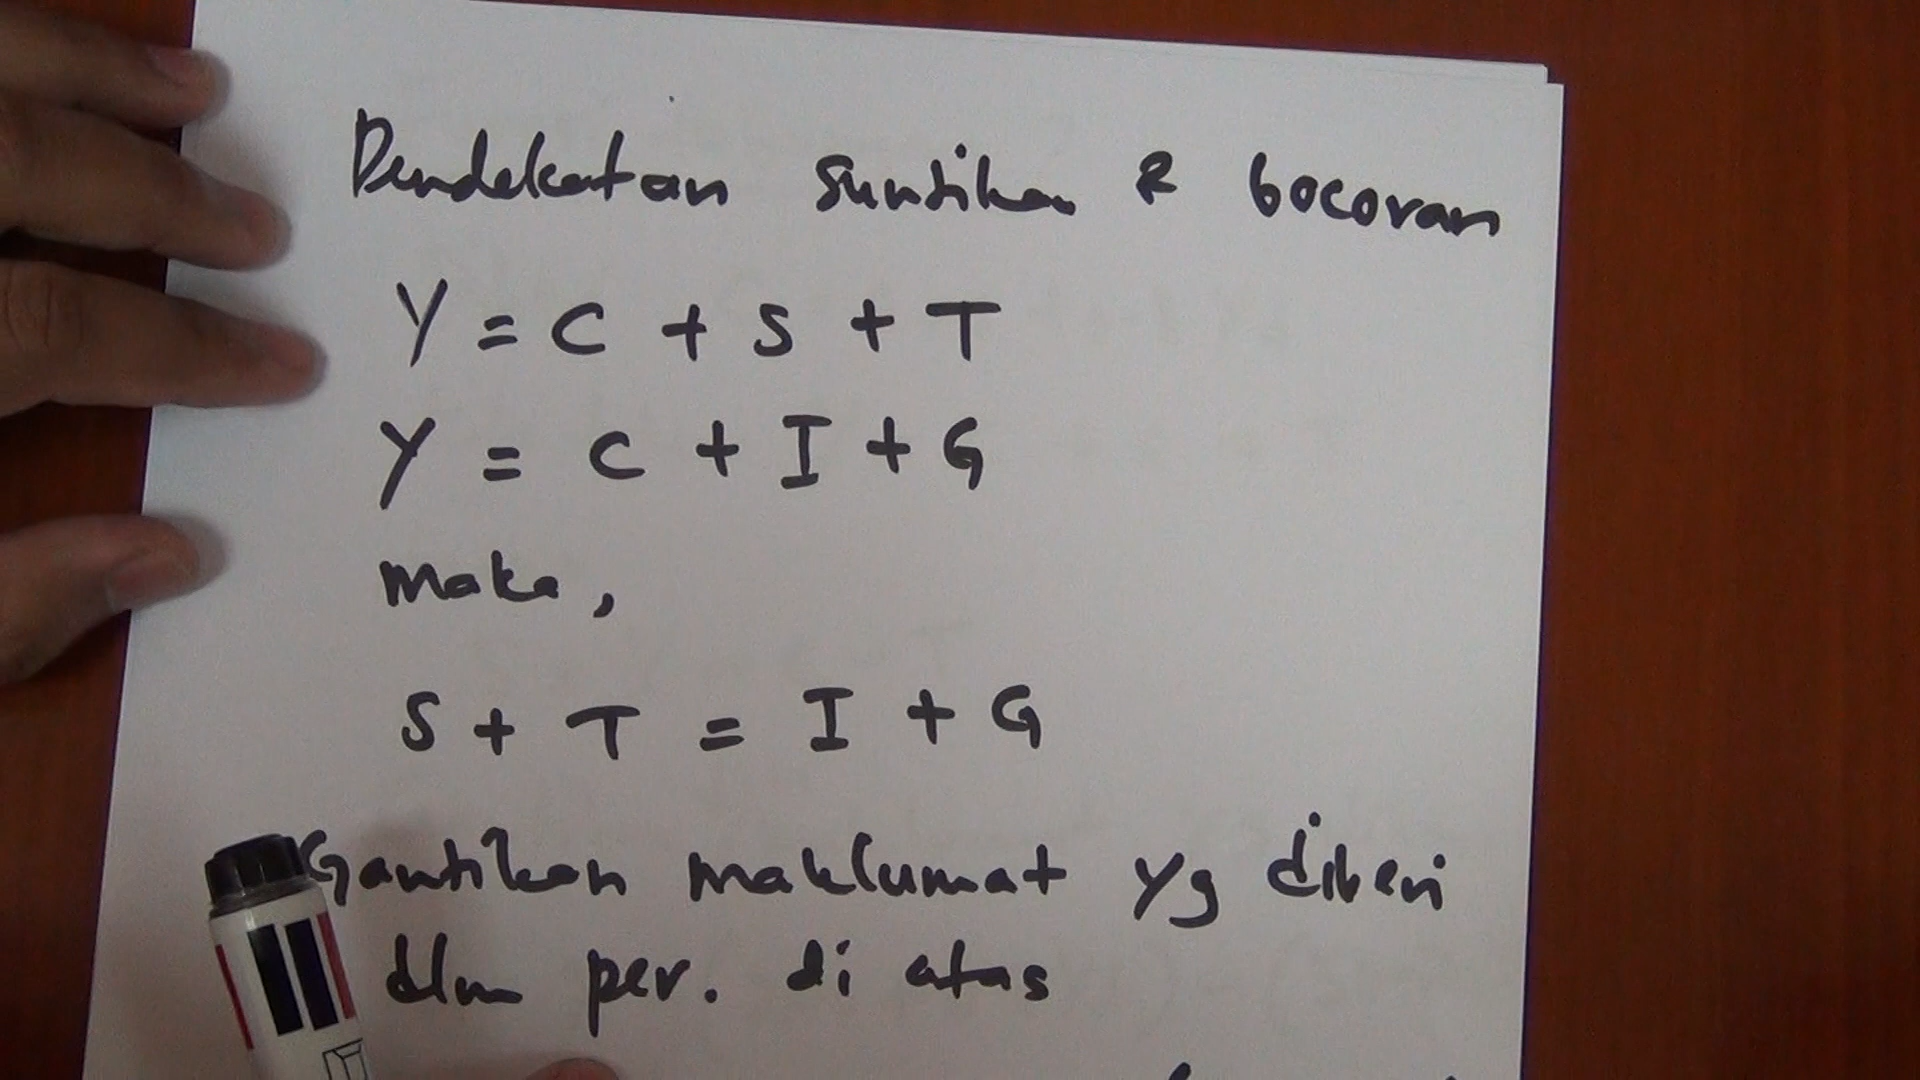 Pendekatan suntikan & bocoran
Y = C + S + T
Y = C + I + G
maka,
S + T = I + G
Gantikan maklumat yg diberi
dlm per. di atas